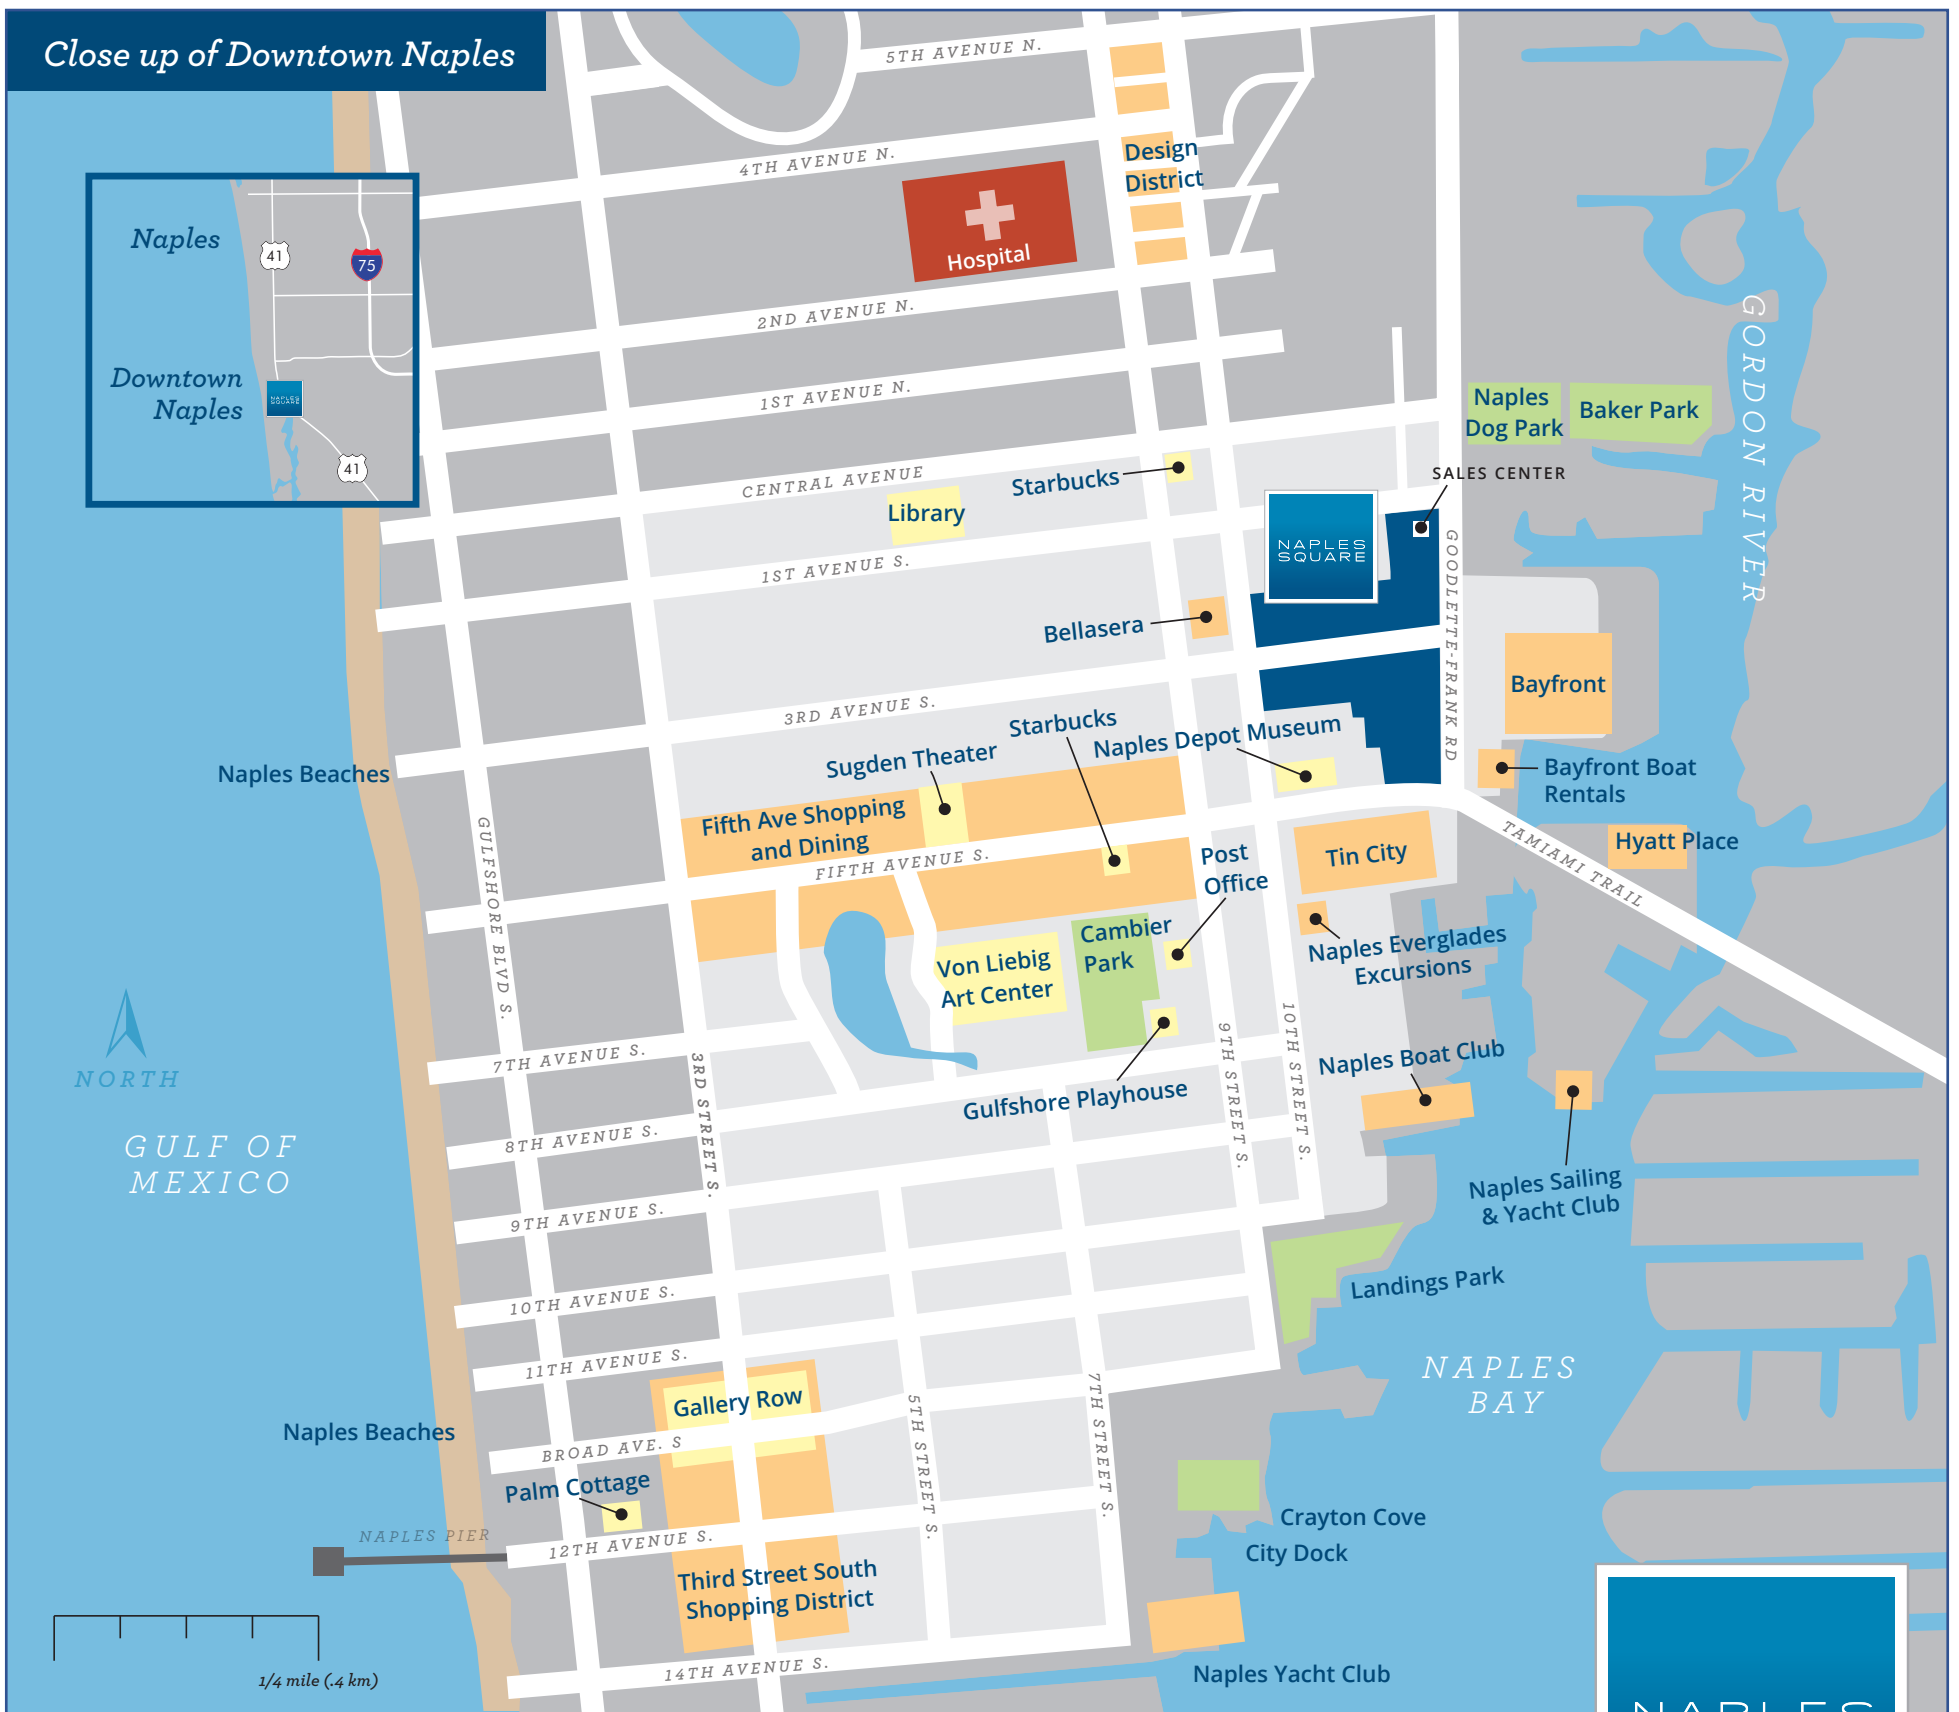 Close up of Downtown Naples
5TH AVENUE N.
4TH AVENUE N.
Design
District
Hospital
Naples
41
75
Downtown
Naples
NAPLES
SQUARE
41
2ND AVENUE N.
1ST AVENUE N.
GORDON RIVER
Naples
Dog Park
Baker Park
CENTRAL AVENUE
Starbucks
SALES CENTER
Library
NAPLES
SQUARE
1ST AVENUE S.
GOODLETTE-FRANK RD
Bellasera
Bayfront
3RD AVENUE S.
Starbucks
Naples Depot Museum
Sugden Theater
Naples Beaches
Bayfront Boat
Rentals
Fifth Ave Shopping
and Dining
FIFTH AVENUE S.
Post
Office
Tin City
TAMIAMI TRAIL
Hyatt Place
GULFSHORE BLVD S.
Cambier
Park
Von Liebig
Art Center
Naples Everglades
Excursions
NORTH
7TH AVENUE S.
3RD STREET S.
9TH STREET S.
10TH STREET S.
Naples Boat Club
Gulfshore Playhouse
GULF OF
MEXICO
8TH AVENUE S.
Naples Sailing
& Yacht Club
9TH AVENUE S.
10TH AVENUE S.
Landings Park
11TH AVENUE S.
NAPLES
BAY
Gallery Row
5TH STREET S.
7TH STREET S.
Naples Beaches
BROAD AVE. S
Palm Cottage
NAPLES PIER
12TH AVENUE S.
Crayton Cove
City Dock
Third Street South
Shopping District
1/4 mile (.4 km)
14TH AVENUE S.
Naples Yacht Club
NAPLES